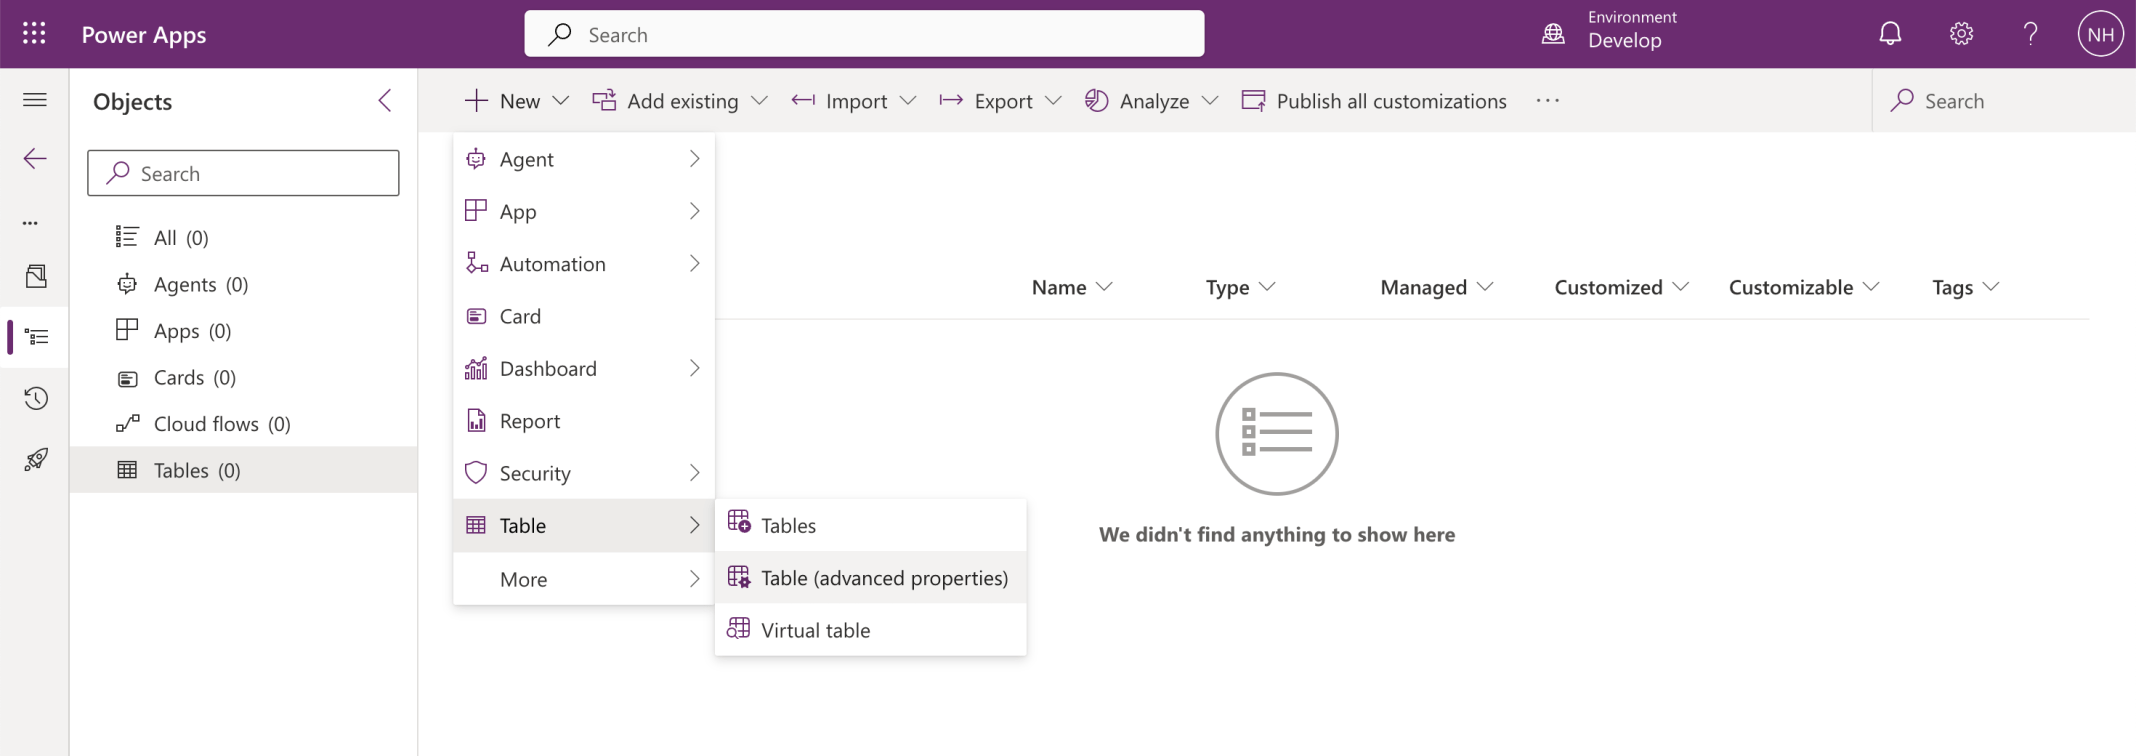 Power Apps
Search
Environment
Develop
NH
Objects
New
Add existing
Import
Export
Analyze
Publish all customizations
Search
Search
All (0)
Agents (0)
Apps (0)
Cards (0)
Cloud flows (0)
Tables (0)
Agent
App
Automation
Card
Dashboard
Report
Security
Table
More
Tables
Table (advanced properties)
Virtual table
Name
Type
Managed
Customized
Customizable
Tags
We didn't find anything to show here